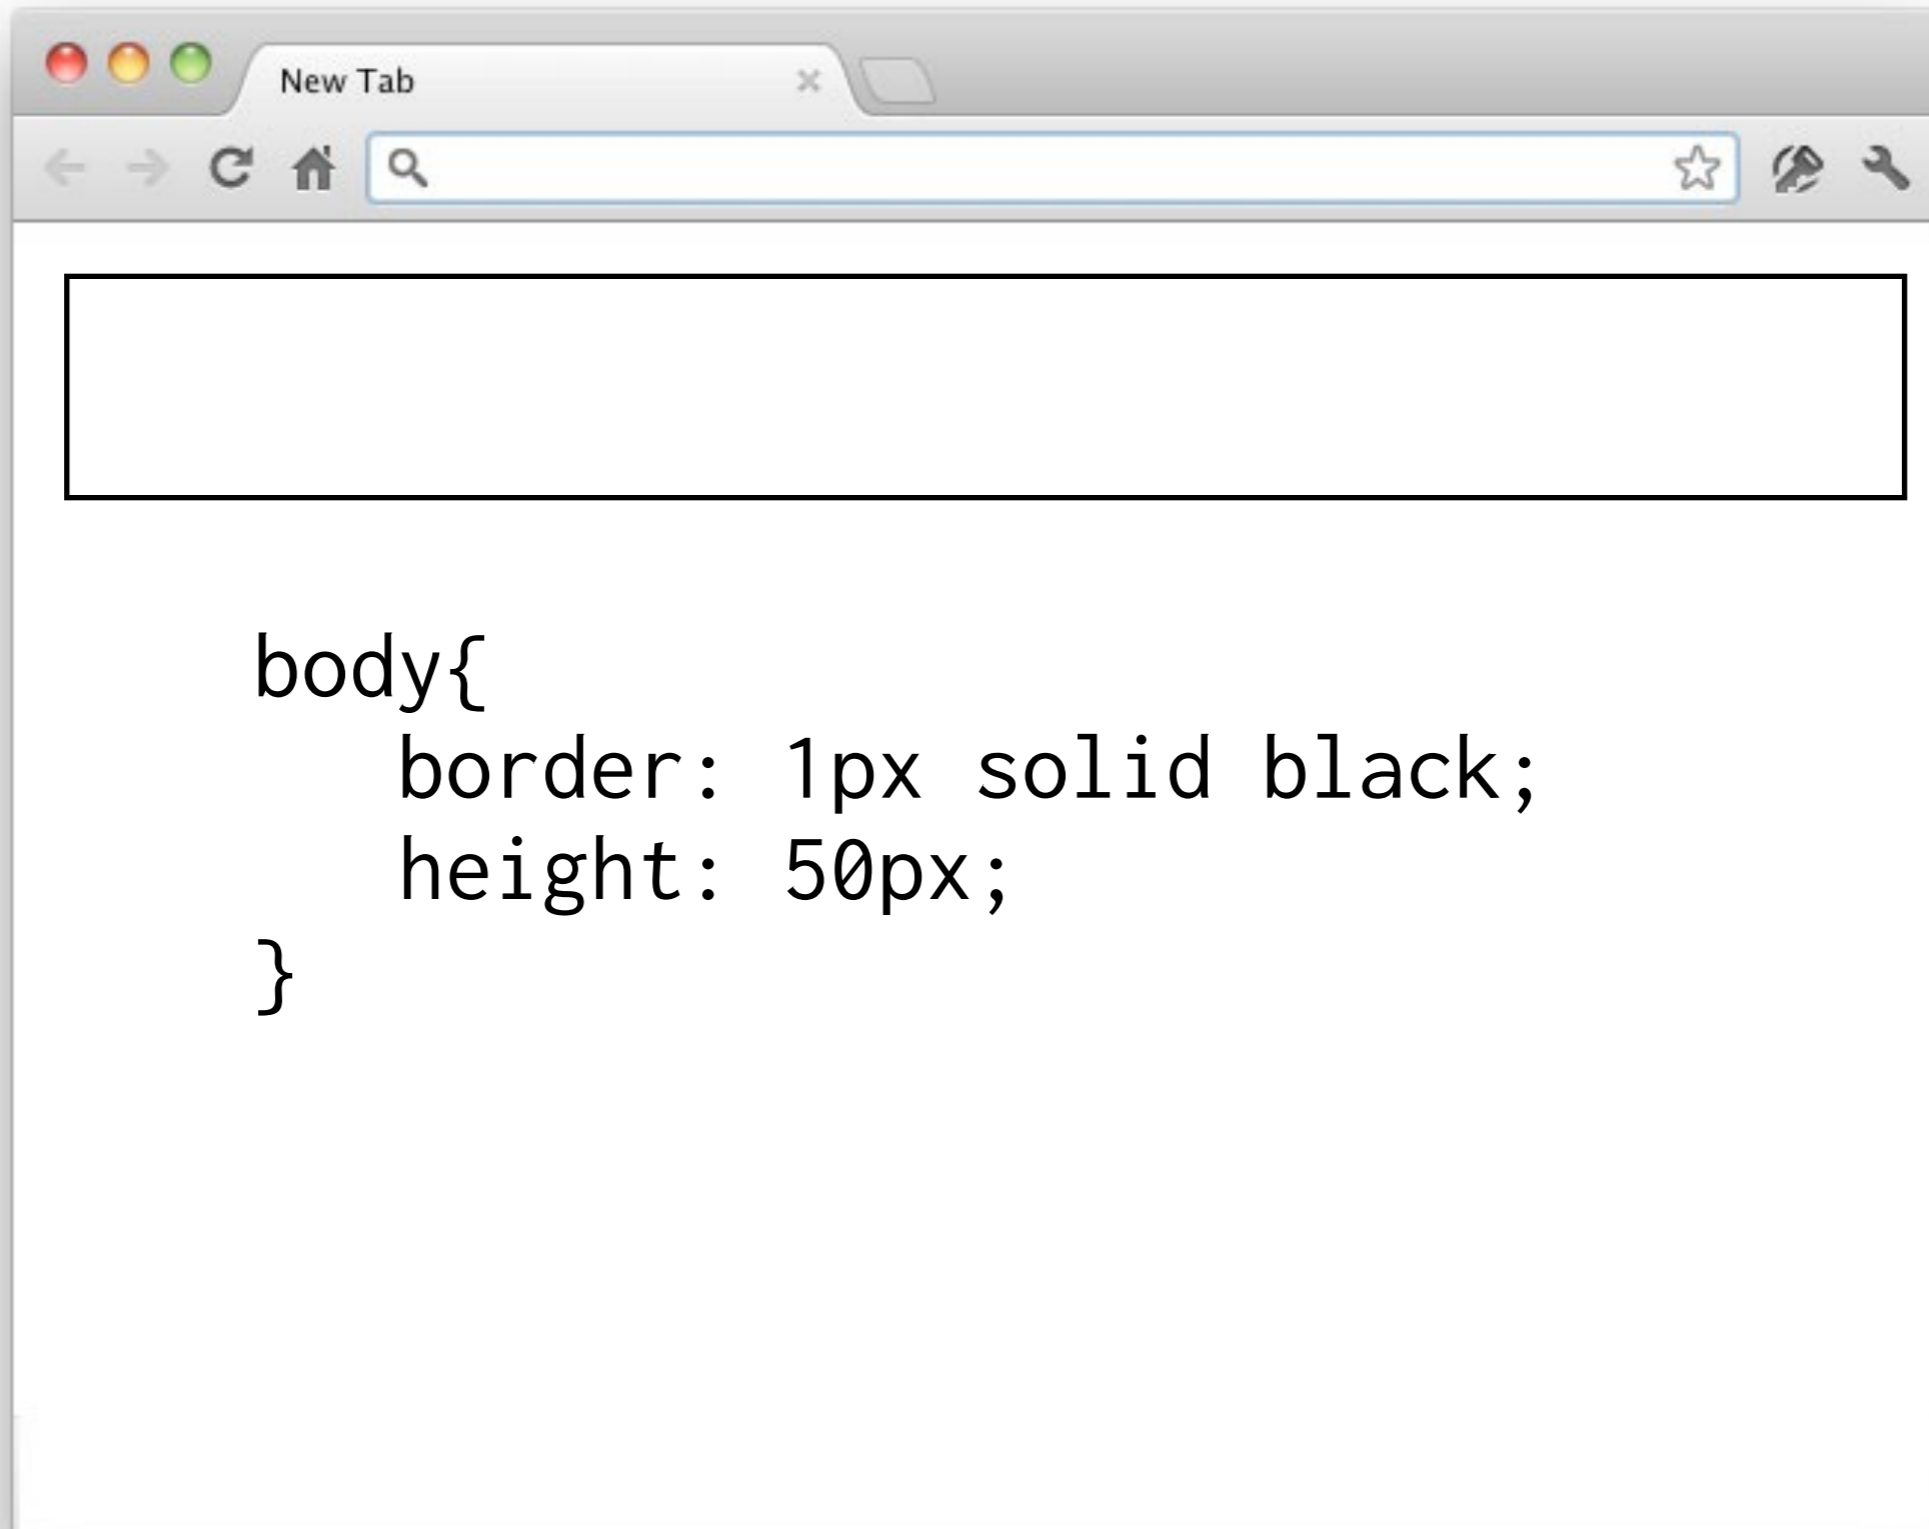 New Tab
body{
   border: 1px solid black;
   height: 50px;
}